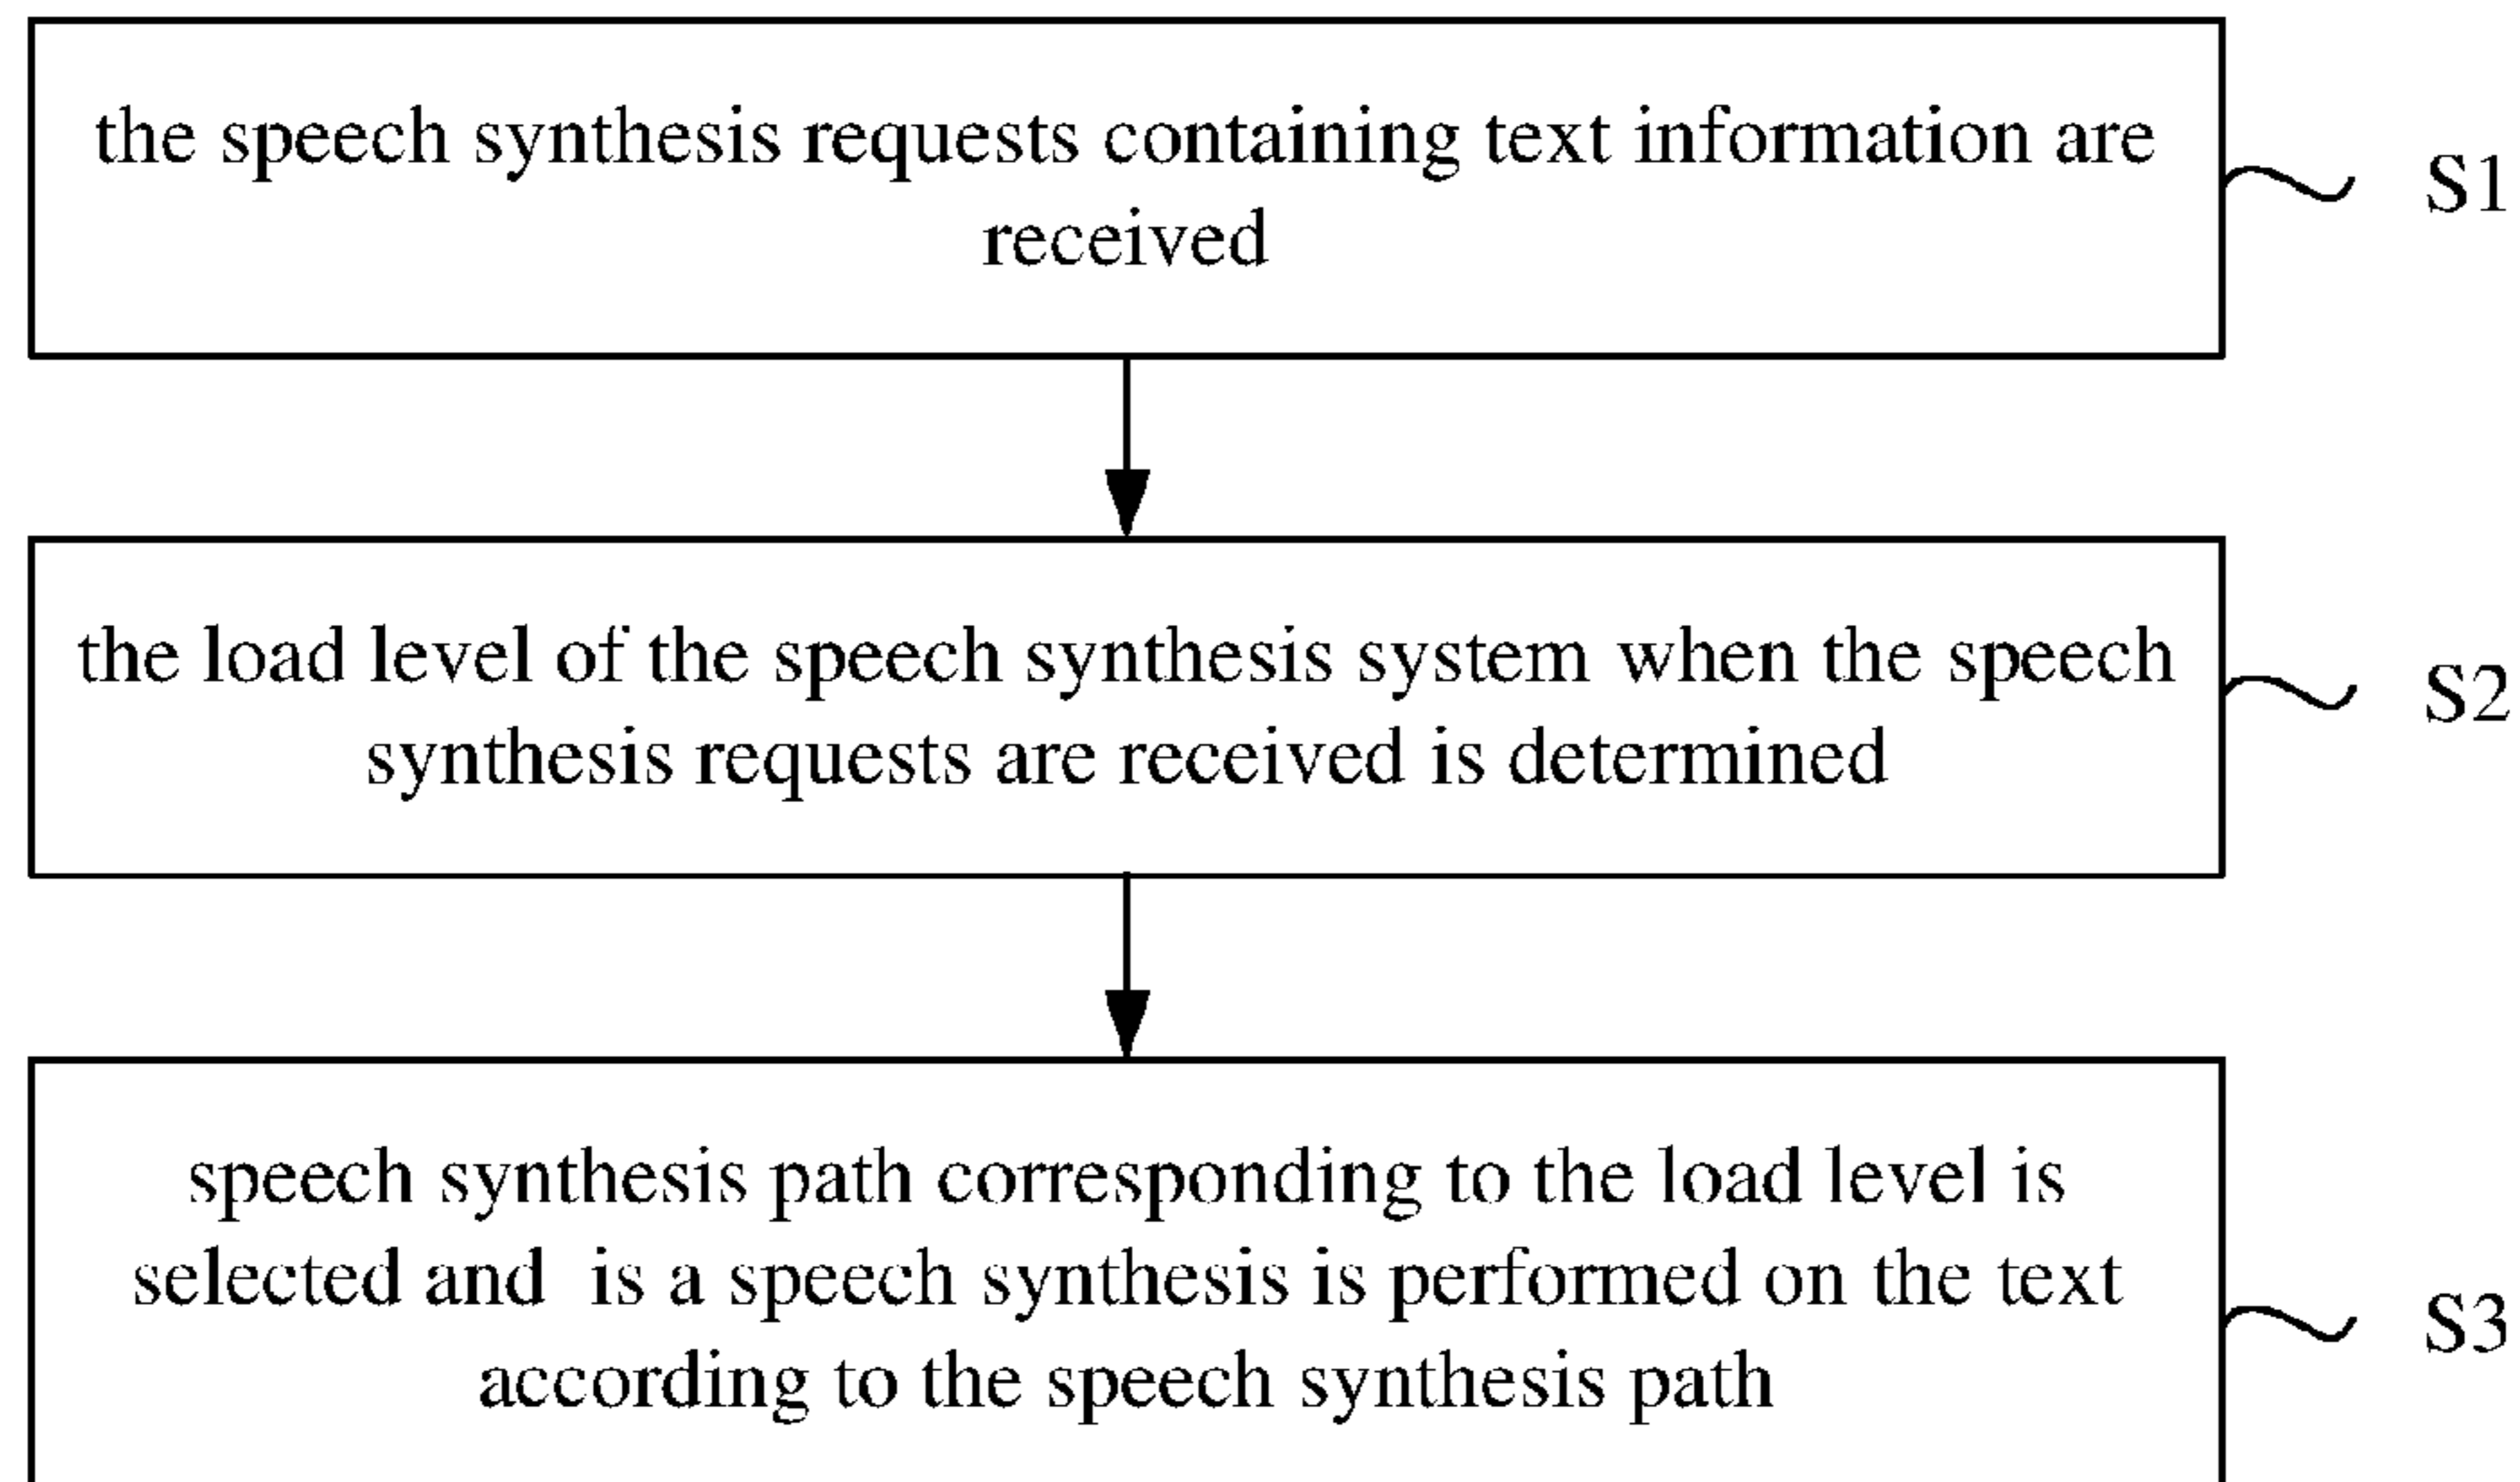 the speech synthesis requests containing text information are
received
S1
the load level of the speech synthesis system when the speech
synthesis requests are received is determined
S2
speech synthesis path corresponding to the load level is
selected and is a speech synthesis is performed on the text
according to the speech synthesis path
S3